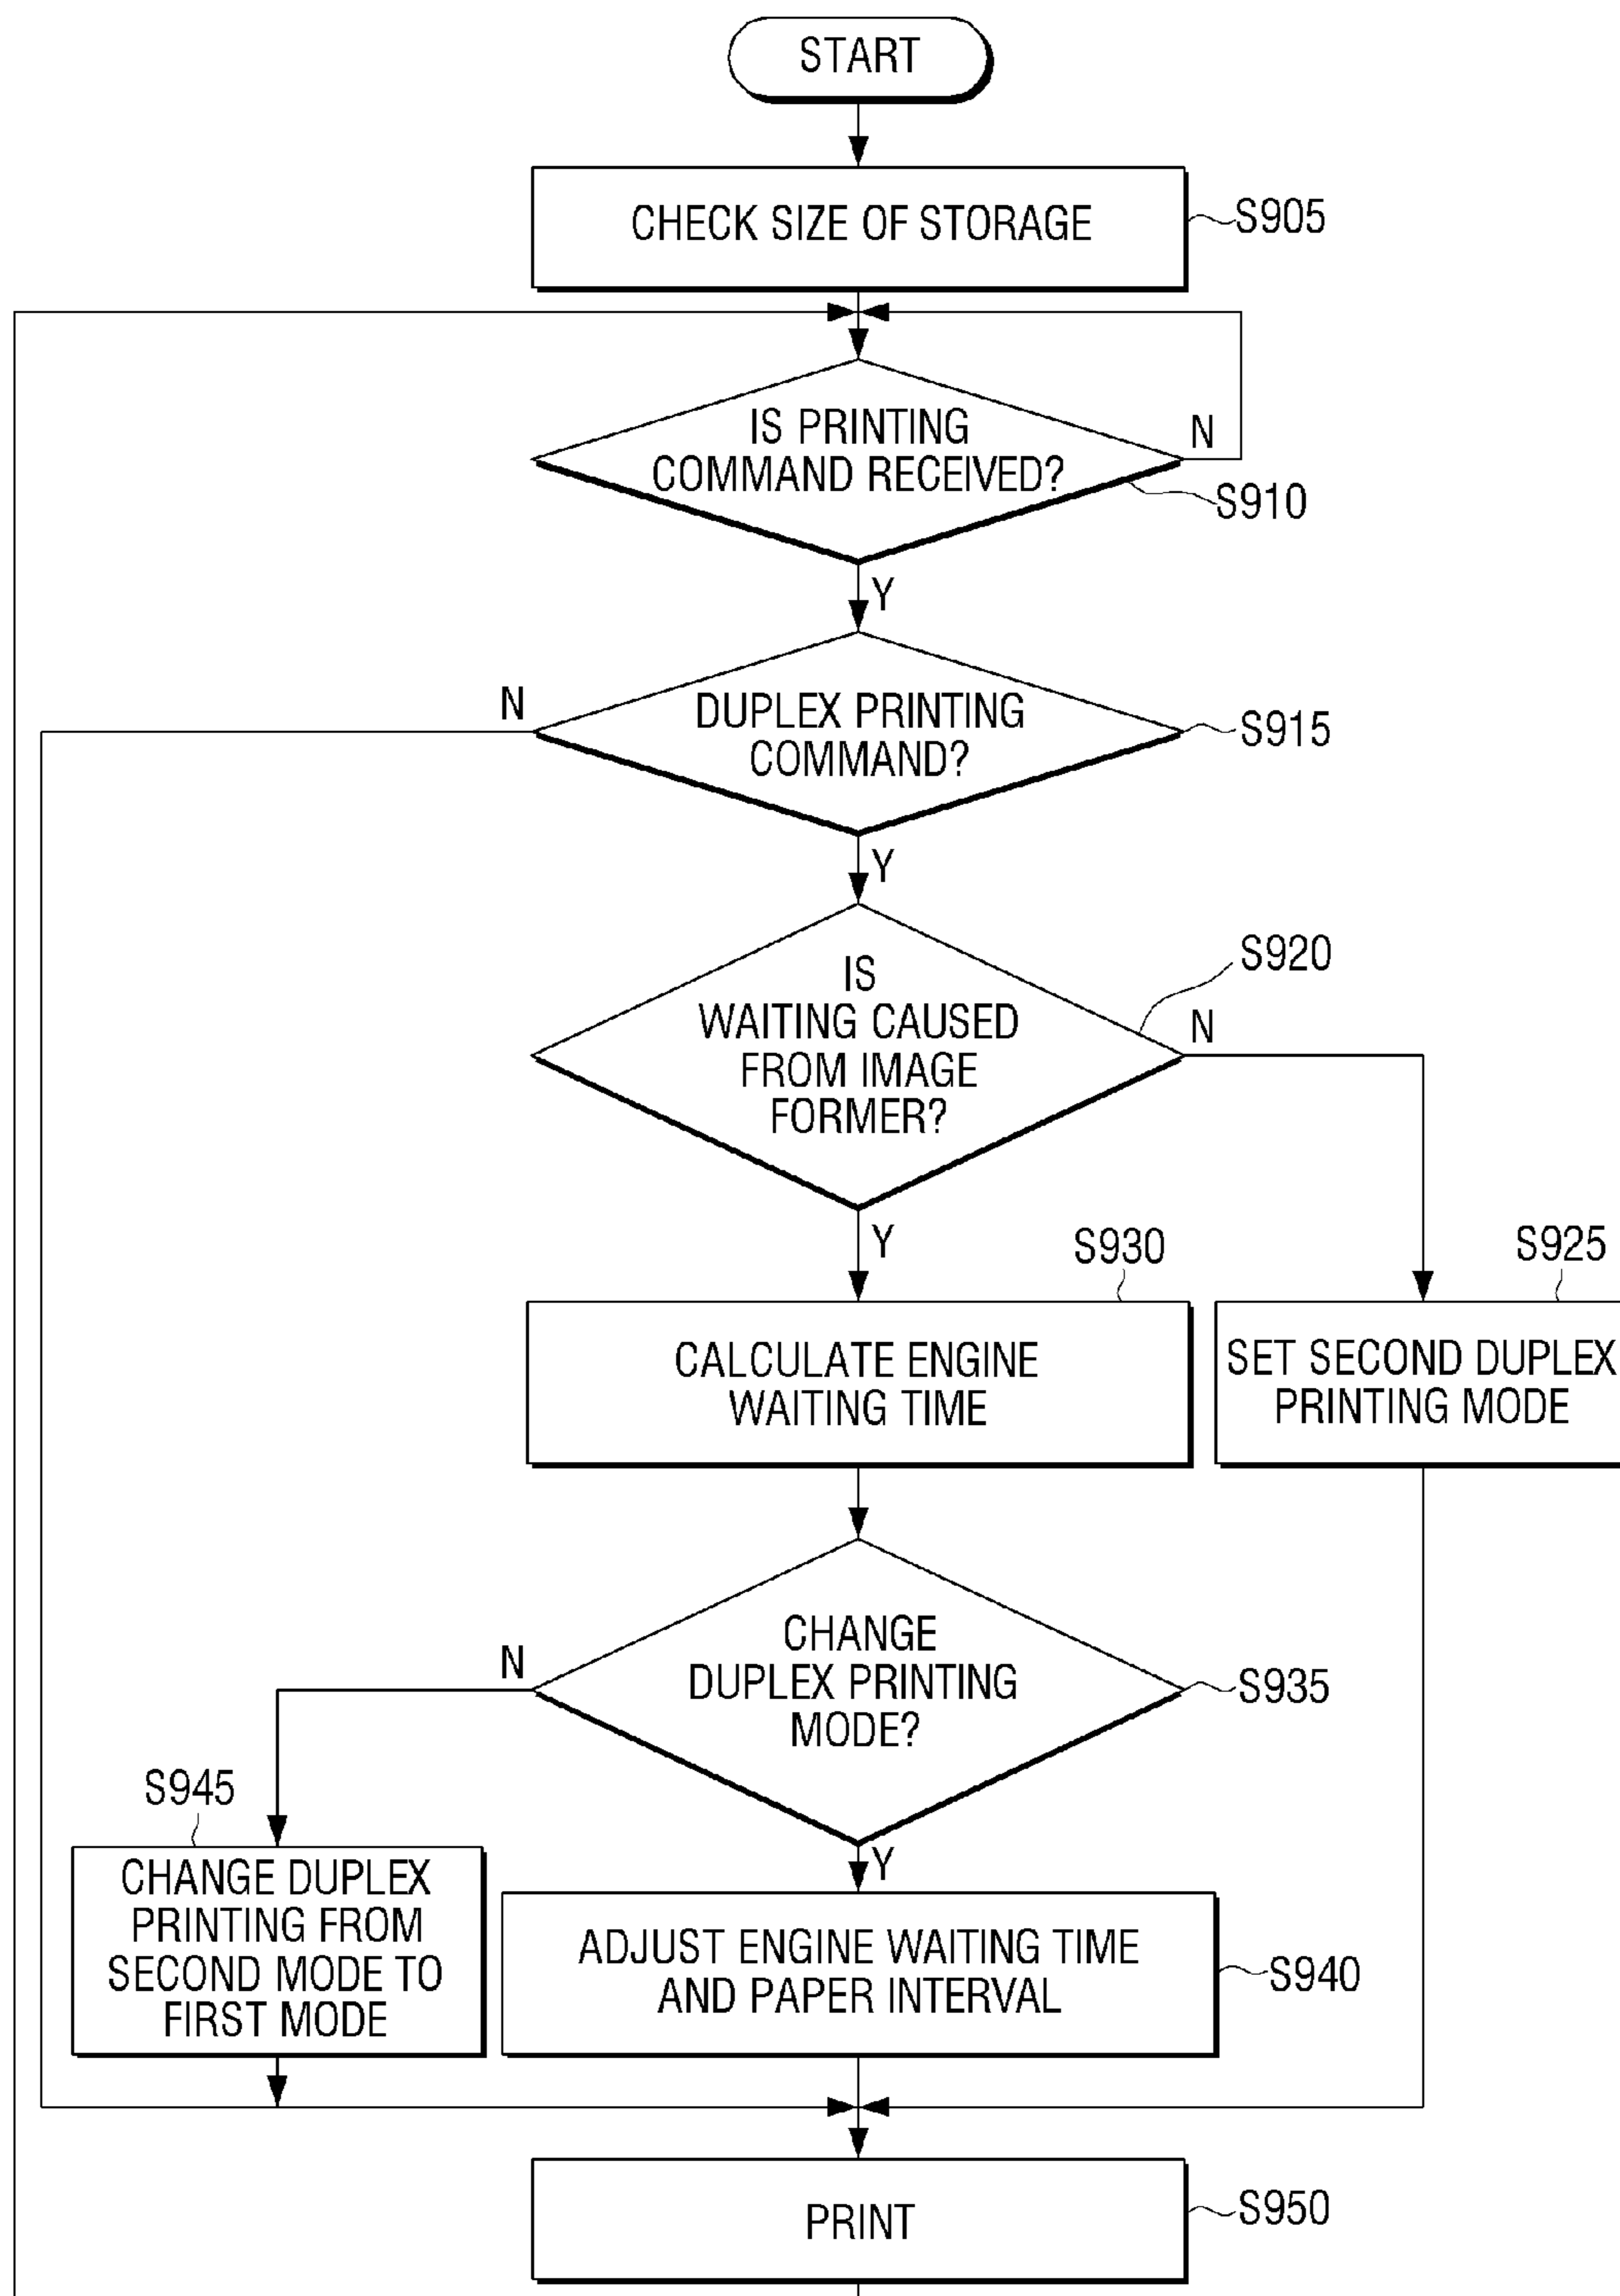 START
CHECK SIZE OF STORAGE
S905
IS PRINTING
COMMAND RECEIVED?
N
S910
Y
N
DUPLEX PRINTING
COMMAND?
S915
Y
IS
WAITING CAUSED
FROM IMAGE
FORMER?
S920
N
Y
S930
S925
CALCULATE ENGINE
WAITING TIME
SET SECOND DUPLEX
PRINTING MODE
N
CHANGE
DUPLEX PRINTING
MODE?
S935
S945
Y
CHANGE DUPLEX
PRINTING FROM
SECOND MODE TO
FIRST MODE
ADJUST ENGINE WAITING TIME
AND PAPER INTERVAL
S940
PRINT
S950